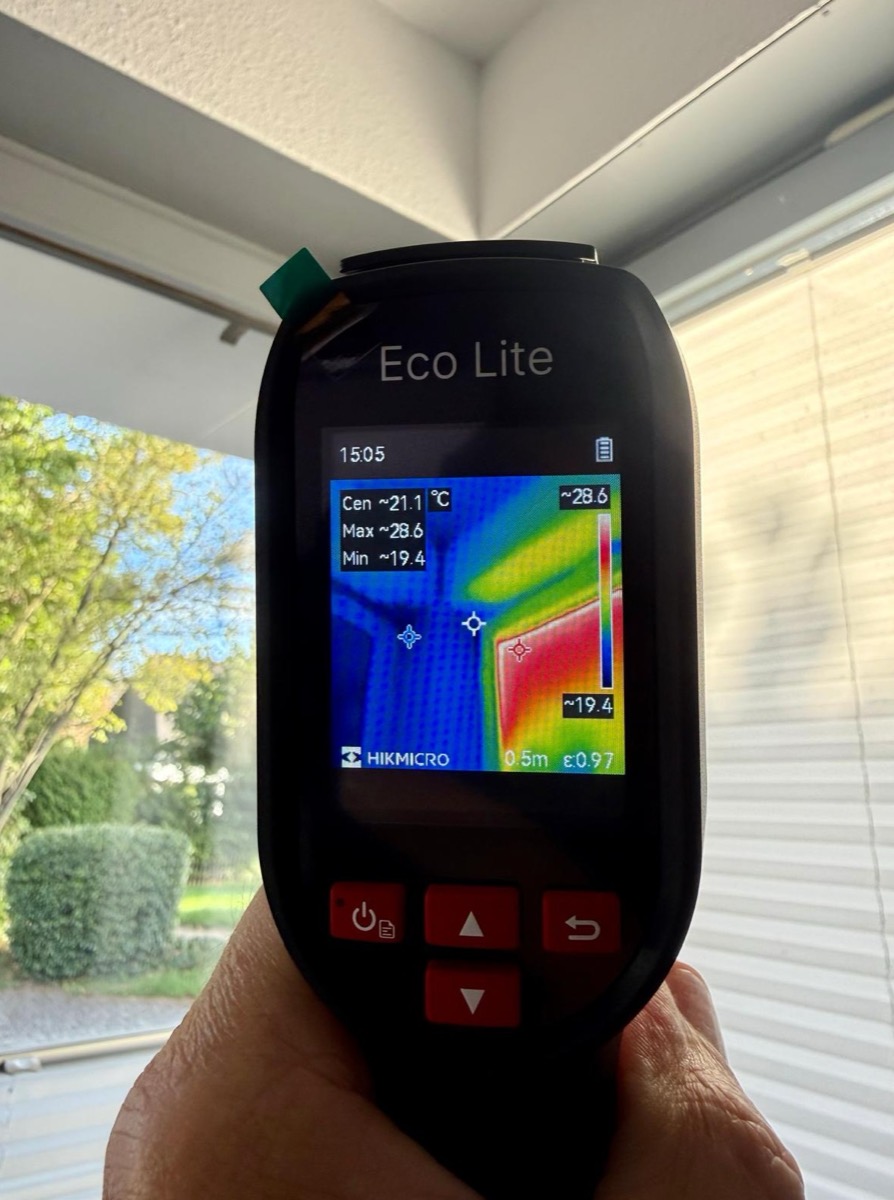 Eco Lite
15:05
Cen ~21.1 °C
Max ~28.6
Min ~19.4
~28.6
~19.4
HIKMICRO 0.5m ε:0.97